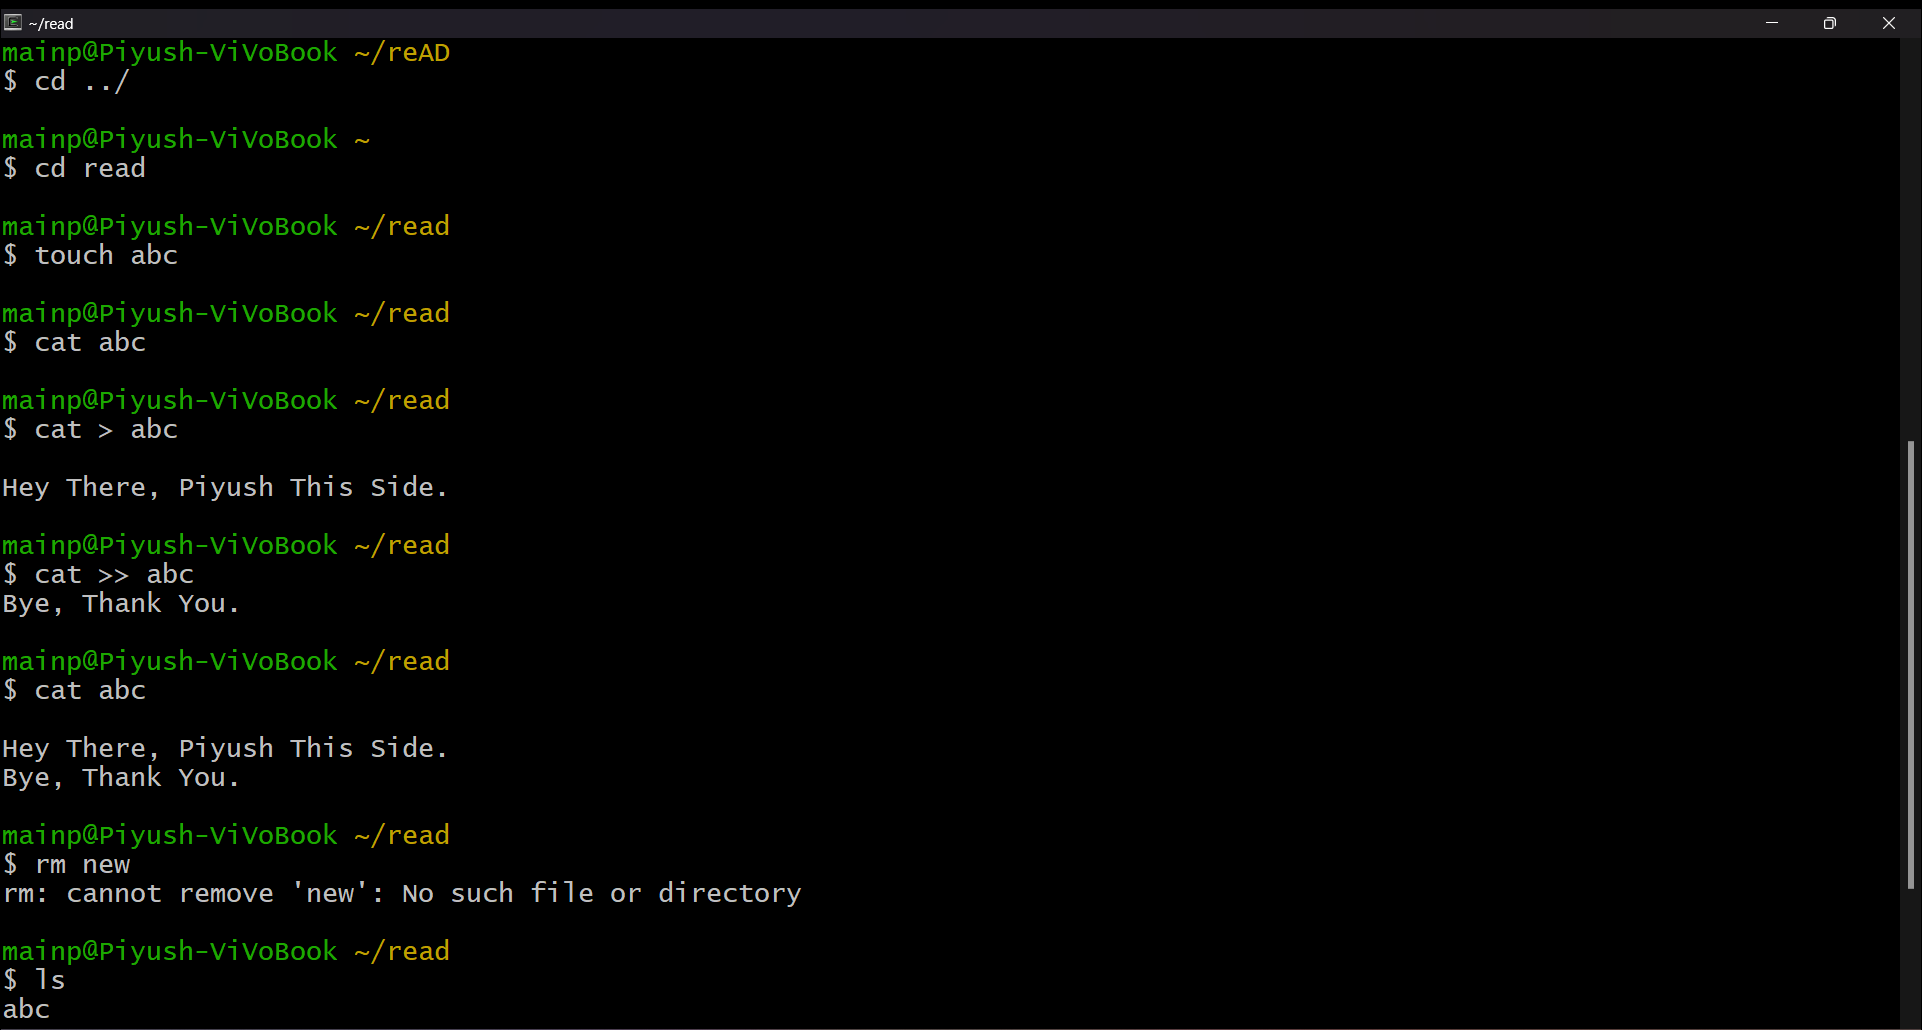 ~/read
mainp@Piyush-ViVoBook ~/reAD
$ cd ../
mainp@Piyush-ViVoBook ~
$ cd read
mainp@Piyush-ViVoBook ~/read
$ touch abc
mainp@Piyush-ViVoBook ~/read
$ cat abc
mainp@Piyush-ViVoBook ~/read
$ cat > abc
Hey There, Piyush This Side.
mainp@Piyush-ViVoBook ~/read
$ cat >> abc
Bye, Thank You.
mainp@Piyush-ViVoBook ~/read
$ cat abc
Hey There, Piyush This Side.
Bye, Thank You.
mainp@Piyush-ViVoBook ~/read
$ rm new
rm: cannot remove 'new': No such file or directory
mainp@Piyush-ViVoBook ~/read
$ ls
abc